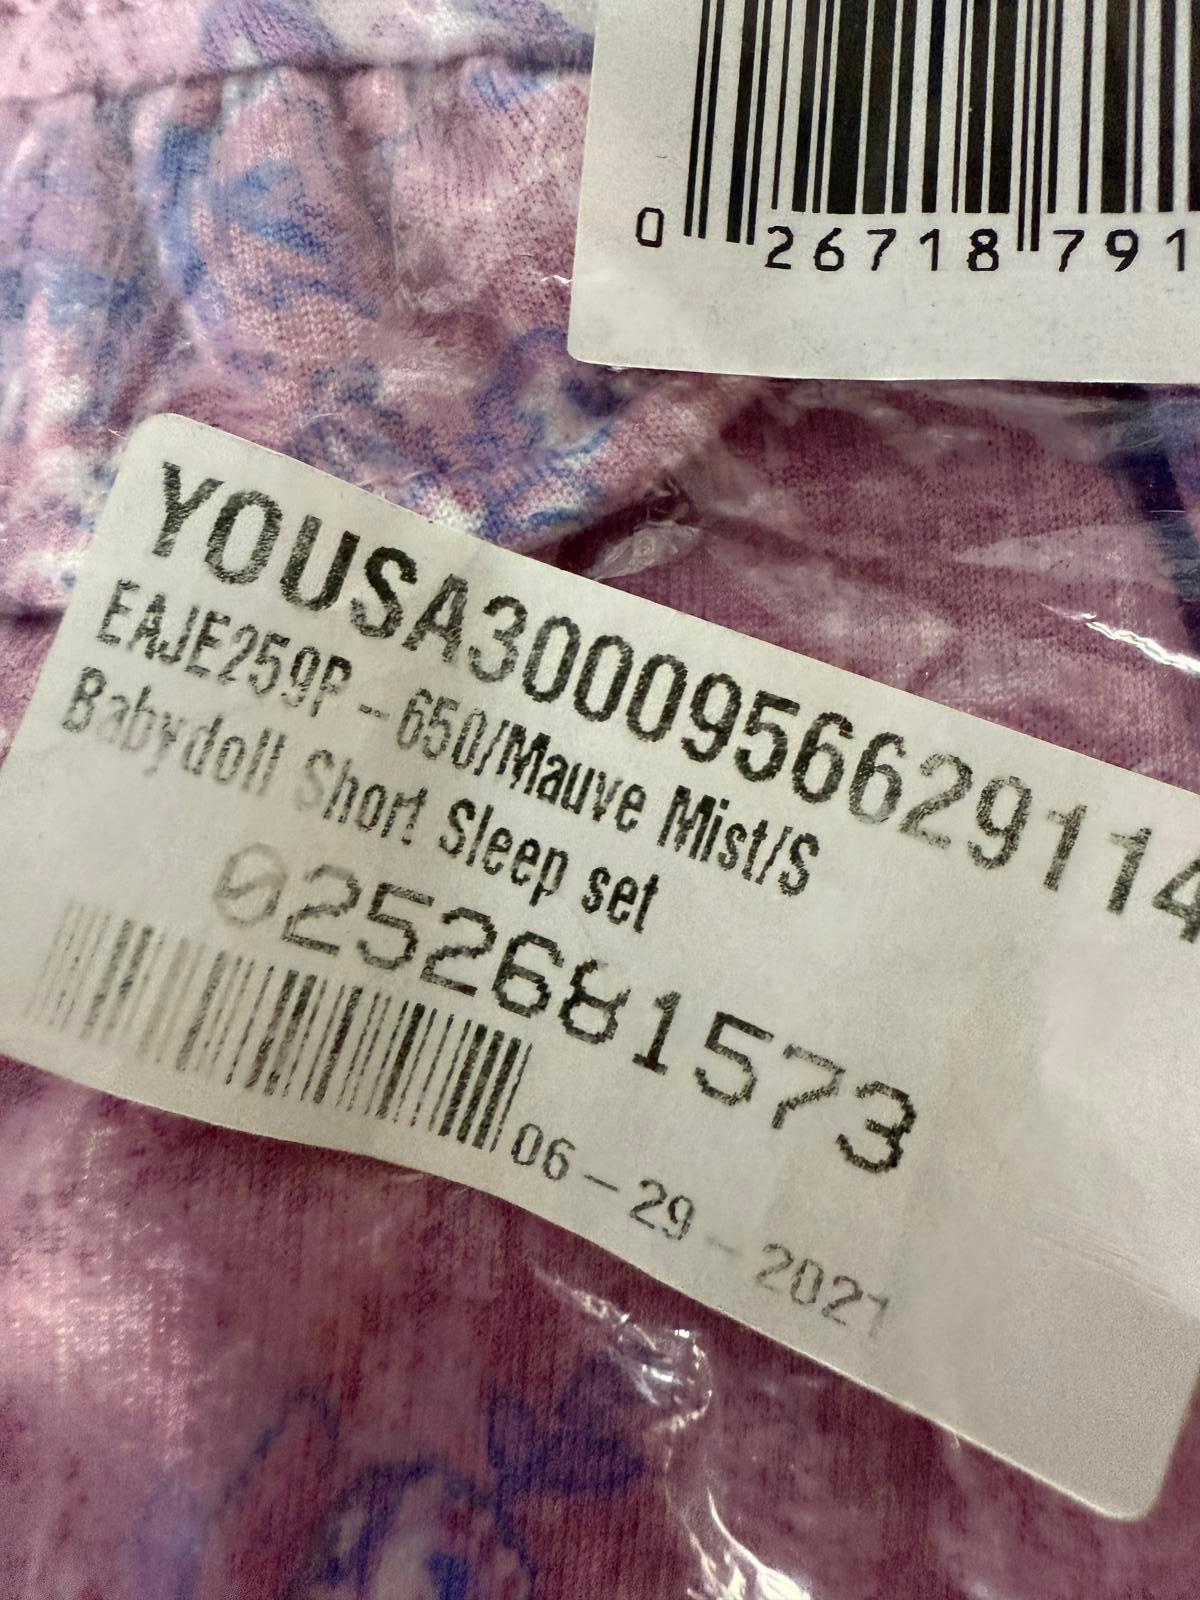 0 26718 791
YOUSA3000956629114
EAJE259P - 650/Mauve Mist/S
Babydoll Short Sleep set
0252681573
06 - 29 - 2021